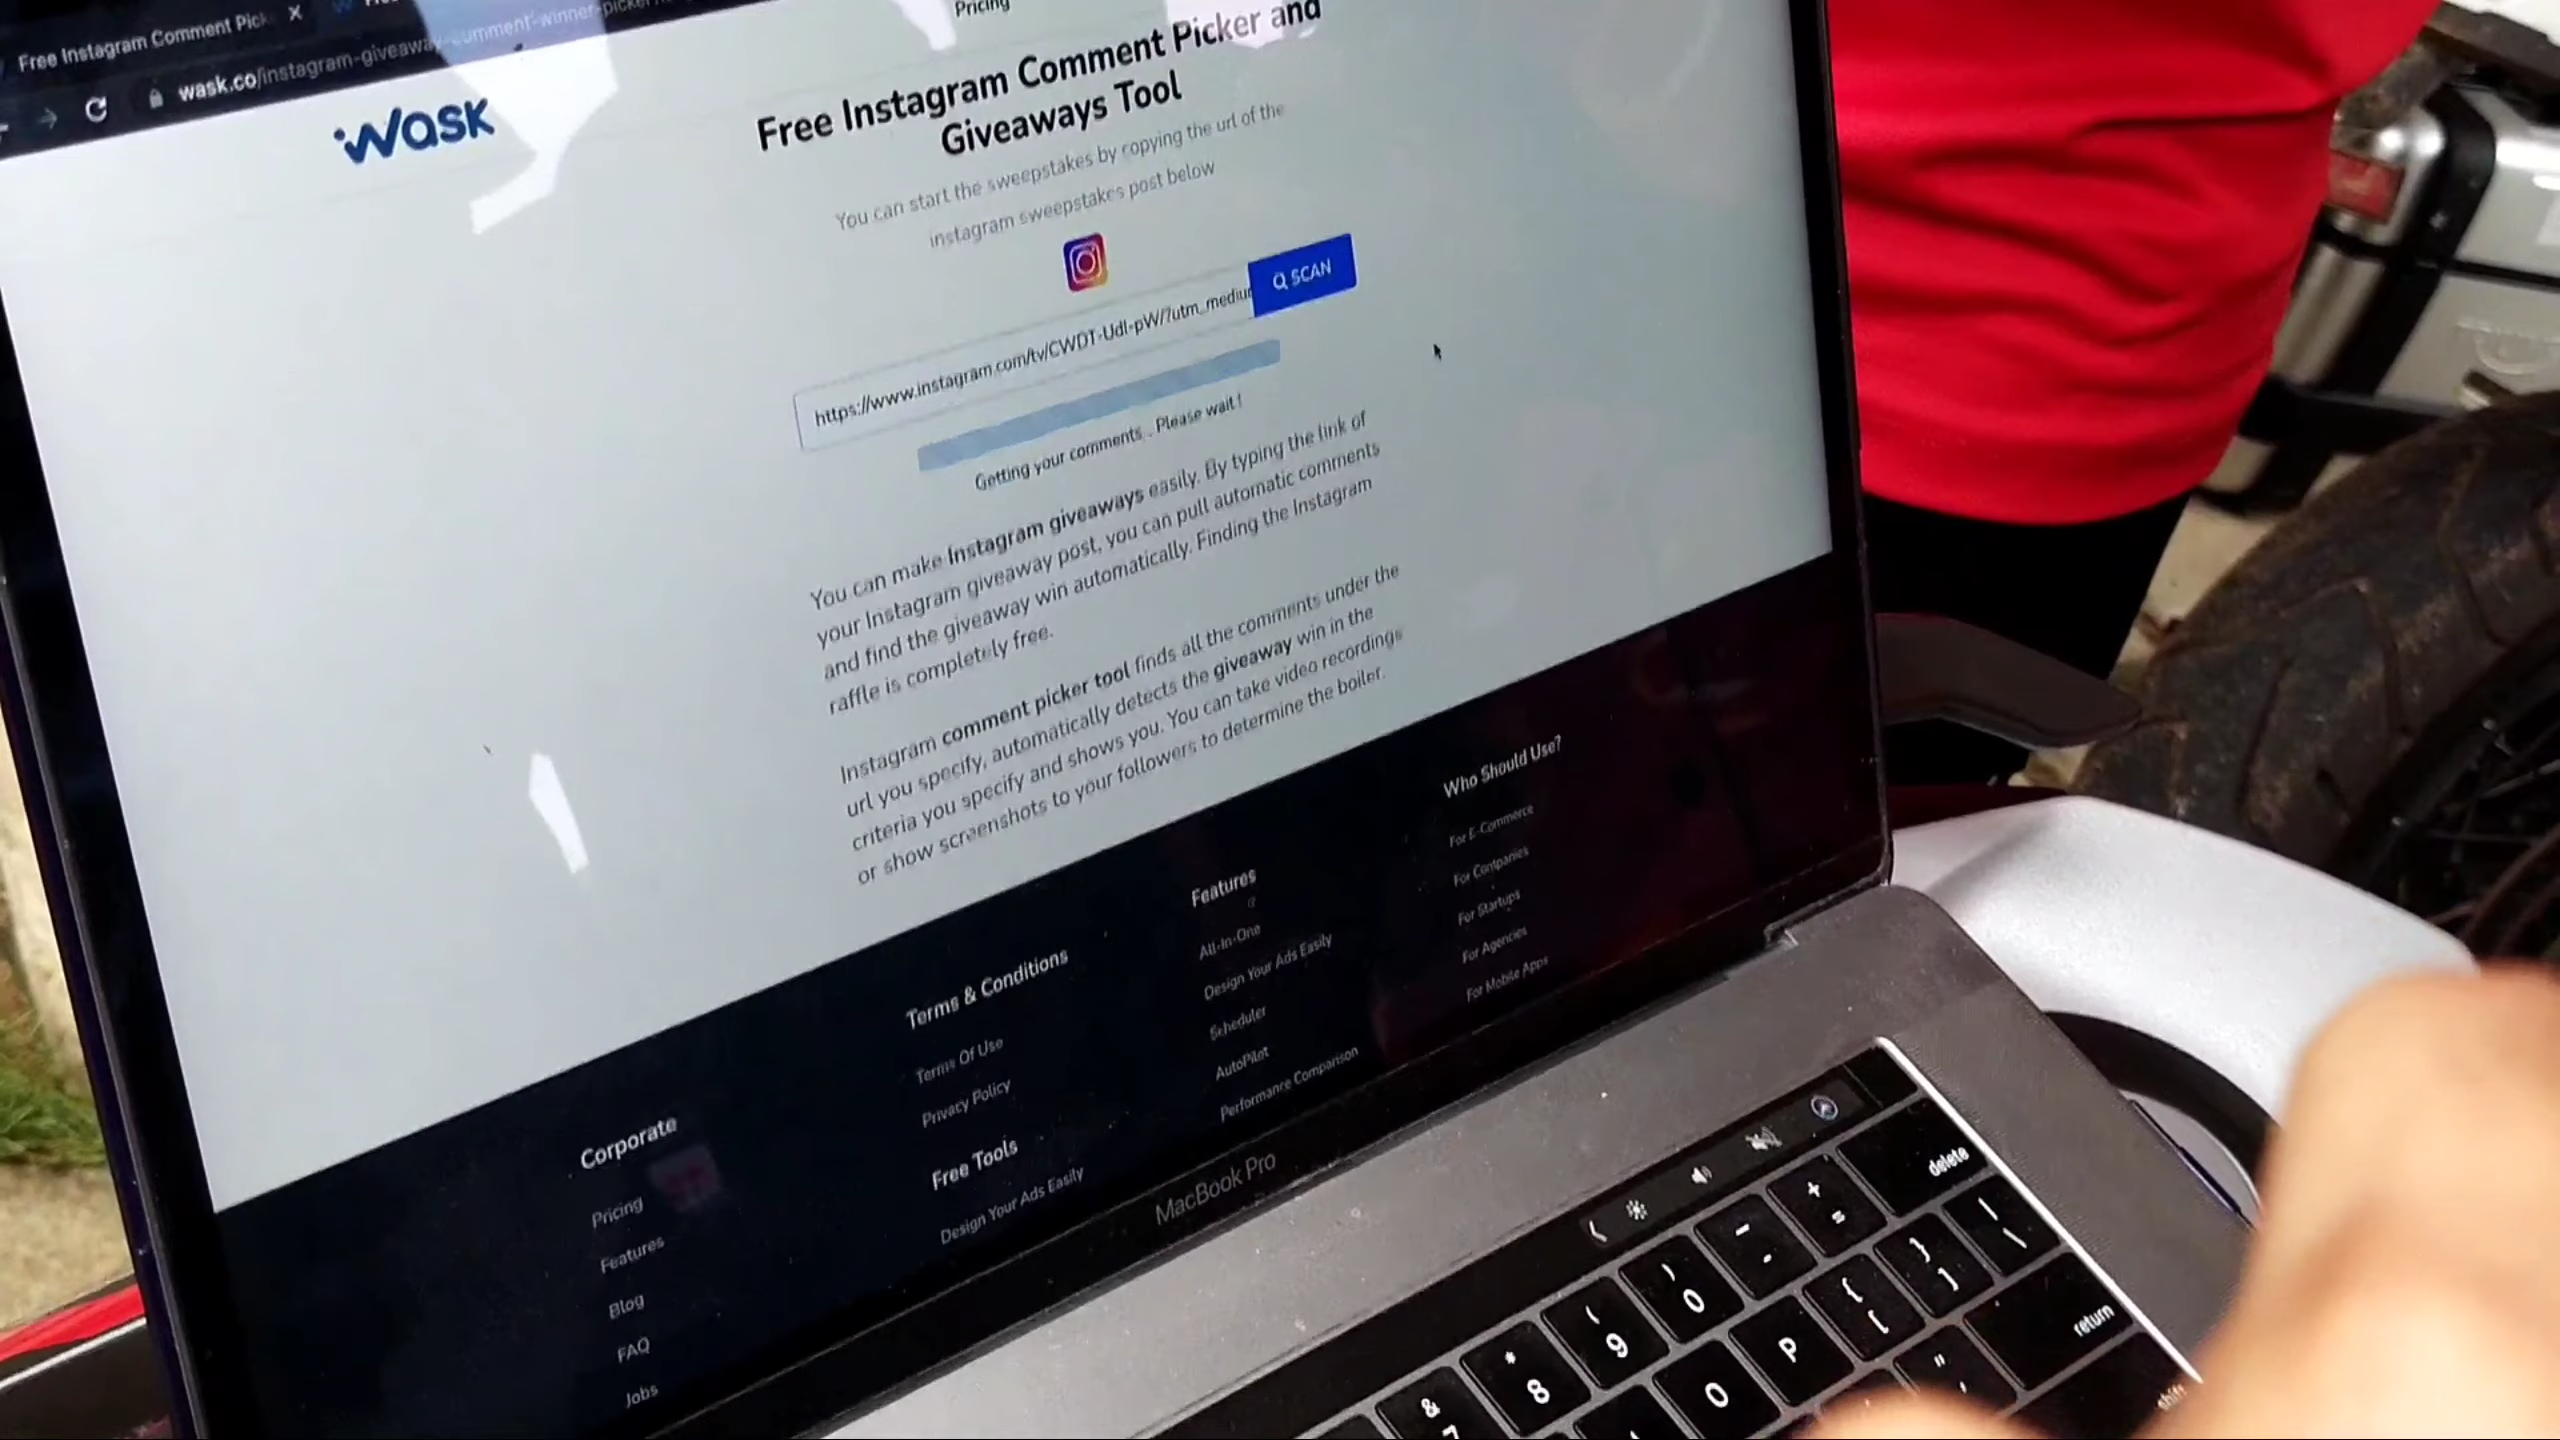 Free Instagram Comment Pick
wask.co/instagram-giveaway-comment-winner-picker
Pricing
wask
Free Instagram Comment Picker and
Giveaways Tool
You can start the sweepstakes by copying the url of the
instagram sweepstakes post below
https://www.instagram.com/tv/CWDT-Udl-pW/?utm_mediu
SCAN
Getting your comments . Please wait !
You can make Instagram giveaways easily. By typing the link of
your Instagram giveaway post, you can pull automatic comments
and find the giveaway win automatically. Finding the Instagram
raffle is completely free.
Instagram comment picker tool finds all the comments under the
url you specify, automatically detects the giveaway win in the
criteria you specify and shows you. You can take video recordings
or show screenshots to your followers to determine the boiler.
Corporate
Pricing
Features
Blog
FAQ
Jobs
Terms & Conditions
Terms Of Use
Privacy Policy
Free Tools
Design Your Ads Easily
Features
All-In-One
Design Your Ads Easily
Scheduler
AutoPilot
Performance Comparison
Who Should Use?
For E-Commerce
For Companies
For Startups
For Agencies
For Mobile Apps
MacBook Pro
& 7
* 8
( 9
) 0
_ -
+ =
delete
O
P
{ [
} ]
| \
" '
return
shift